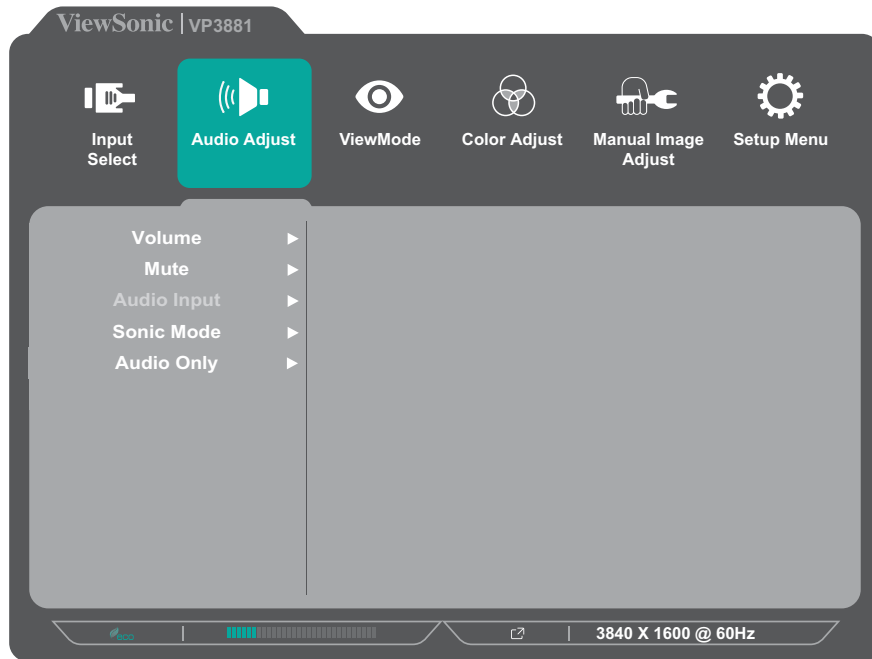 ViewSonic | VP3881
Input
Select
Audio Adjust
ViewMode
Color Adjust
Manual Image
Adjust
Setup Menu
Volume
Mute
Audio Input
Sonic Mode
Audio Only
eco
3840 X 1600 @ 60Hz